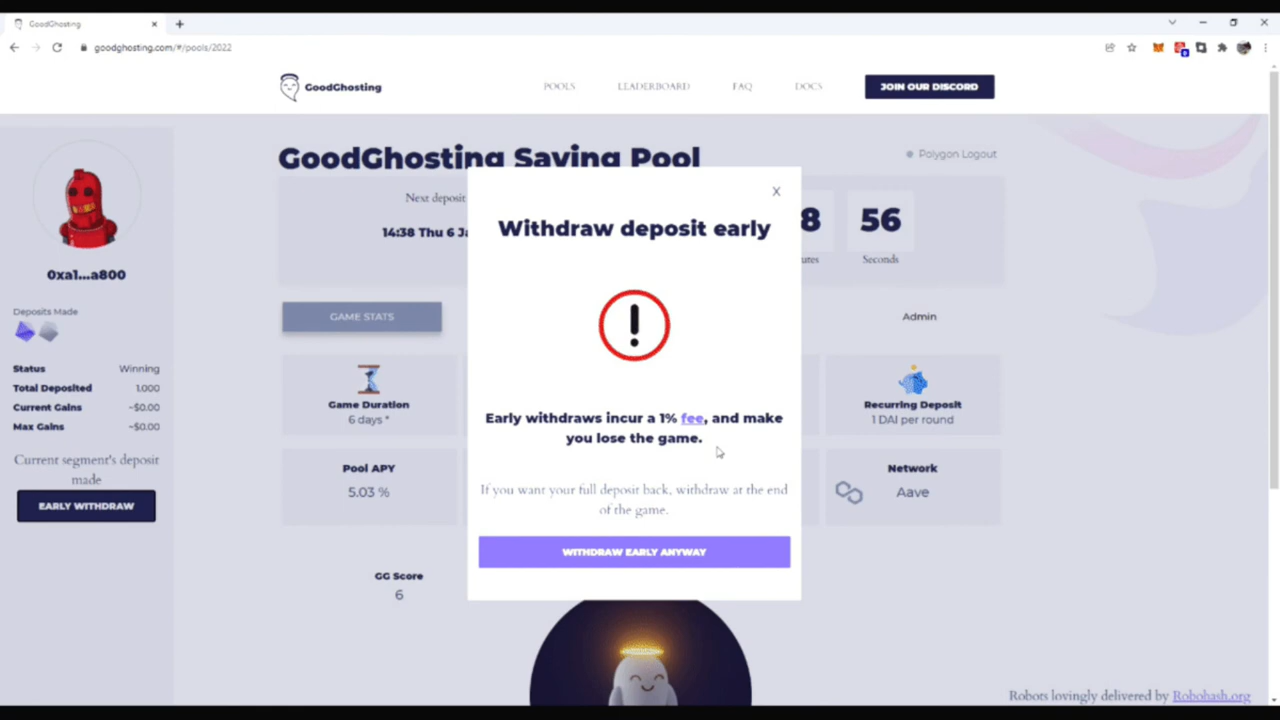 GoodGhosting
goodghosting.com/#/pools/2022
GoodGhosting
POOLS
LEADERBOARD
FAQ
DOCS
JOIN OUR DISCORD
GoodGhosting Saving Pool
Polygon Logout
0xa1...a800
Deposits Made
Status Winning
Total Deposited 1.000
Current Gains ~$0.00
Max Gains ~$0.00
Current segment's deposit
made
EARLY WITHDRAW
Next deposit
14:38 Thu 6
8
56
Seconds
GAME STATS
Admin
Game Duration
6 days *
Recurring Deposit
1 DAI per round
Pool APY
5.03 %
Network
Aave
GG Score
6
X
Withdraw deposit early
!
Early withdraws incur a 1% fee, and make
you lose the game.
If you want your full deposit back, withdraw at the end
of the game.
WITHDRAW EARLY ANYWAY
Robots lovingly delivered by Robohash.org